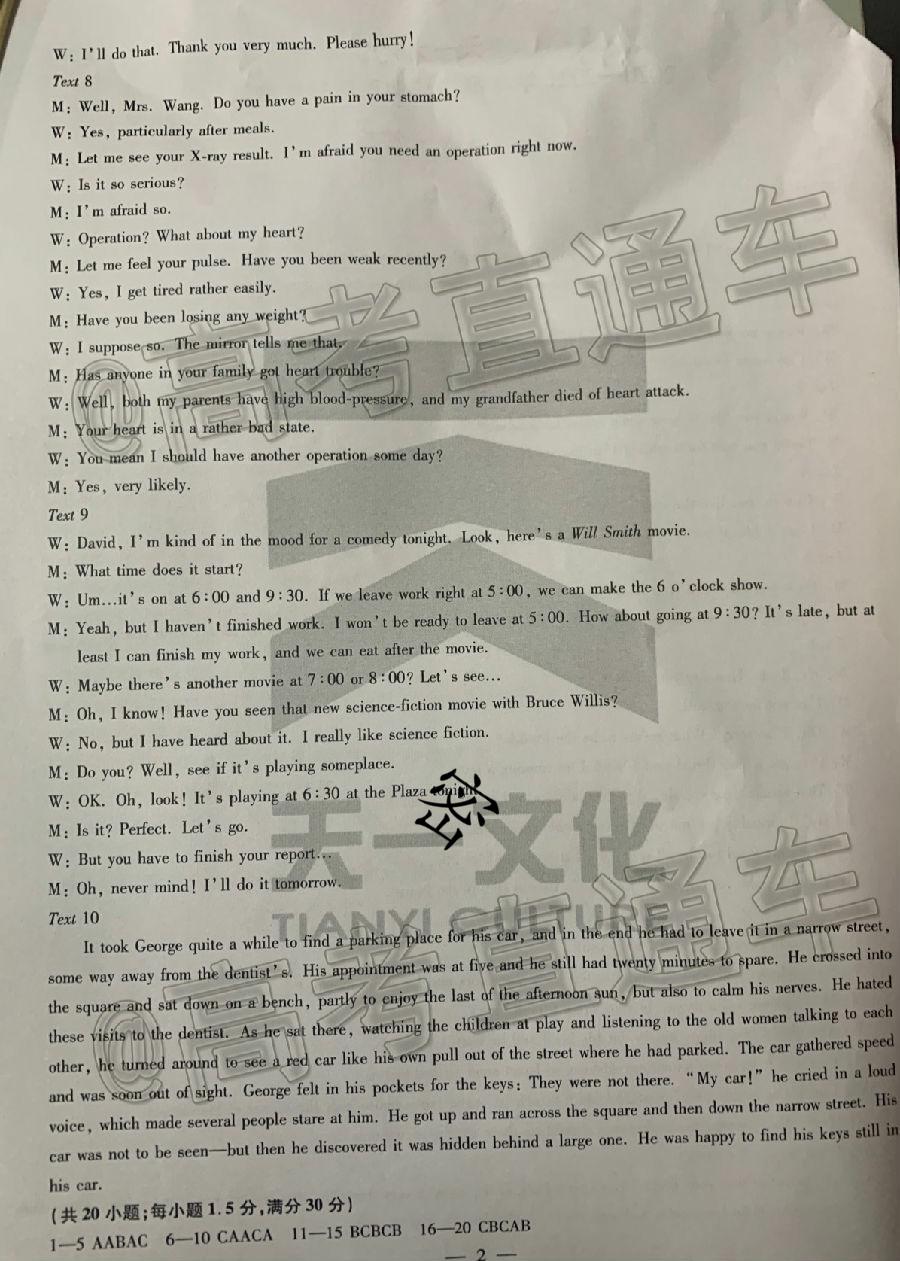 W: I'll do that. Thank you very much. Please hurry!
Text 8
M: Well, Mrs. Wang. Do you have a pain in your stomach?
W: Yes, particularly after meals.
M: Let me see your X-ray result. I'm afraid you need an operation right now.
W: Is it so serious?
M: I'm afraid so.
W: Operation? What about my heart?
M: Let me feel your pulse. Have you been weak recently?
W: Yes, I get tired rather easily.
M: Have you been losing any weight?
W: I suppose so. The mirror tells me that.
M: Has anyone in your family got heart trouble?
W: Well, both my parents have high blood-pressure, and my grandfather died of heart attack.
M: Your heart is in a rather bad state.
W: You mean I should have another operation some day?
M: Yes, very likely.
Text 9
W: David, I'm kind of in the mood for a comedy tonight. Look, here's a Will Smith movie.
M: What time does it start?
W: Um...it's on at 6:00 and 9:30. If we leave work right at 5:00, we can make the 6 o'clock show.
M: Yeah, but I haven't finished work. I won't be ready to leave at 5:00. How about going at 9:30? It's late, but at
least I can finish my work, and we can eat after the movie.
W: Maybe there's another movie at 7:00 or 8:00? Let's see...
M: Oh, I know! Have you seen that new science-fiction movie with Bruce Willis?
W: No, but I have heard about it. I really like science fiction.
M: Do you? Well, see if it's playing someplace.
W: OK. Oh, look! It's playing at 6:30 at the Plaza tonight.
密
M: Is it? Perfect. Let's go.
W: But you have to finish your report...
M: Oh, never mind! I'll do it tomorrow.
天一文化
TIANYI CULTURE
Text 10
It took George quite a while to find a parking place for his car, and in the end he had to leave it in a narrow street,
some way away from the dentist's. His appointment was at five and he still had twenty minutes to spare. He crossed into
the square and sat down on a bench, partly to enjoy the last of the afternoon sun, but also to calm his nerves. He hated
these visits to the dentist. As he sat there, watching the children at play and listening to the old women talking to each
other, he turned around to see a red car like his own pull out of the street where he had parked. The car gathered speed
and was soon out of sight. George felt in his pockets for the keys: They were not there. "My car!" he cried in a loud
voice, which made several people stare at him. He got up and ran across the square and then down the narrow street. His
car was not to be seen—but then he discovered it was hidden behind a large one. He was happy to find his keys still in
his car.
(共20小题;每小题1.5分,满分30分)
1—5 AABAC 6—10 CAACA 11—15 BCBCB 16—20 CBCAB
— 2 —
@高考直通车
@高考直通车